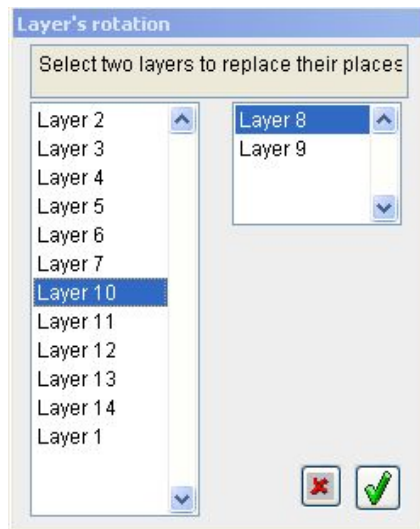 Layer's rotation
Select two layers to replace their places
Layer 2
Layer 3
Layer 4
Layer 5
Layer 6
Layer 7
Layer 10
Layer 11
Layer 12
Layer 13
Layer 14
Layer 1
Layer 8
Layer 9